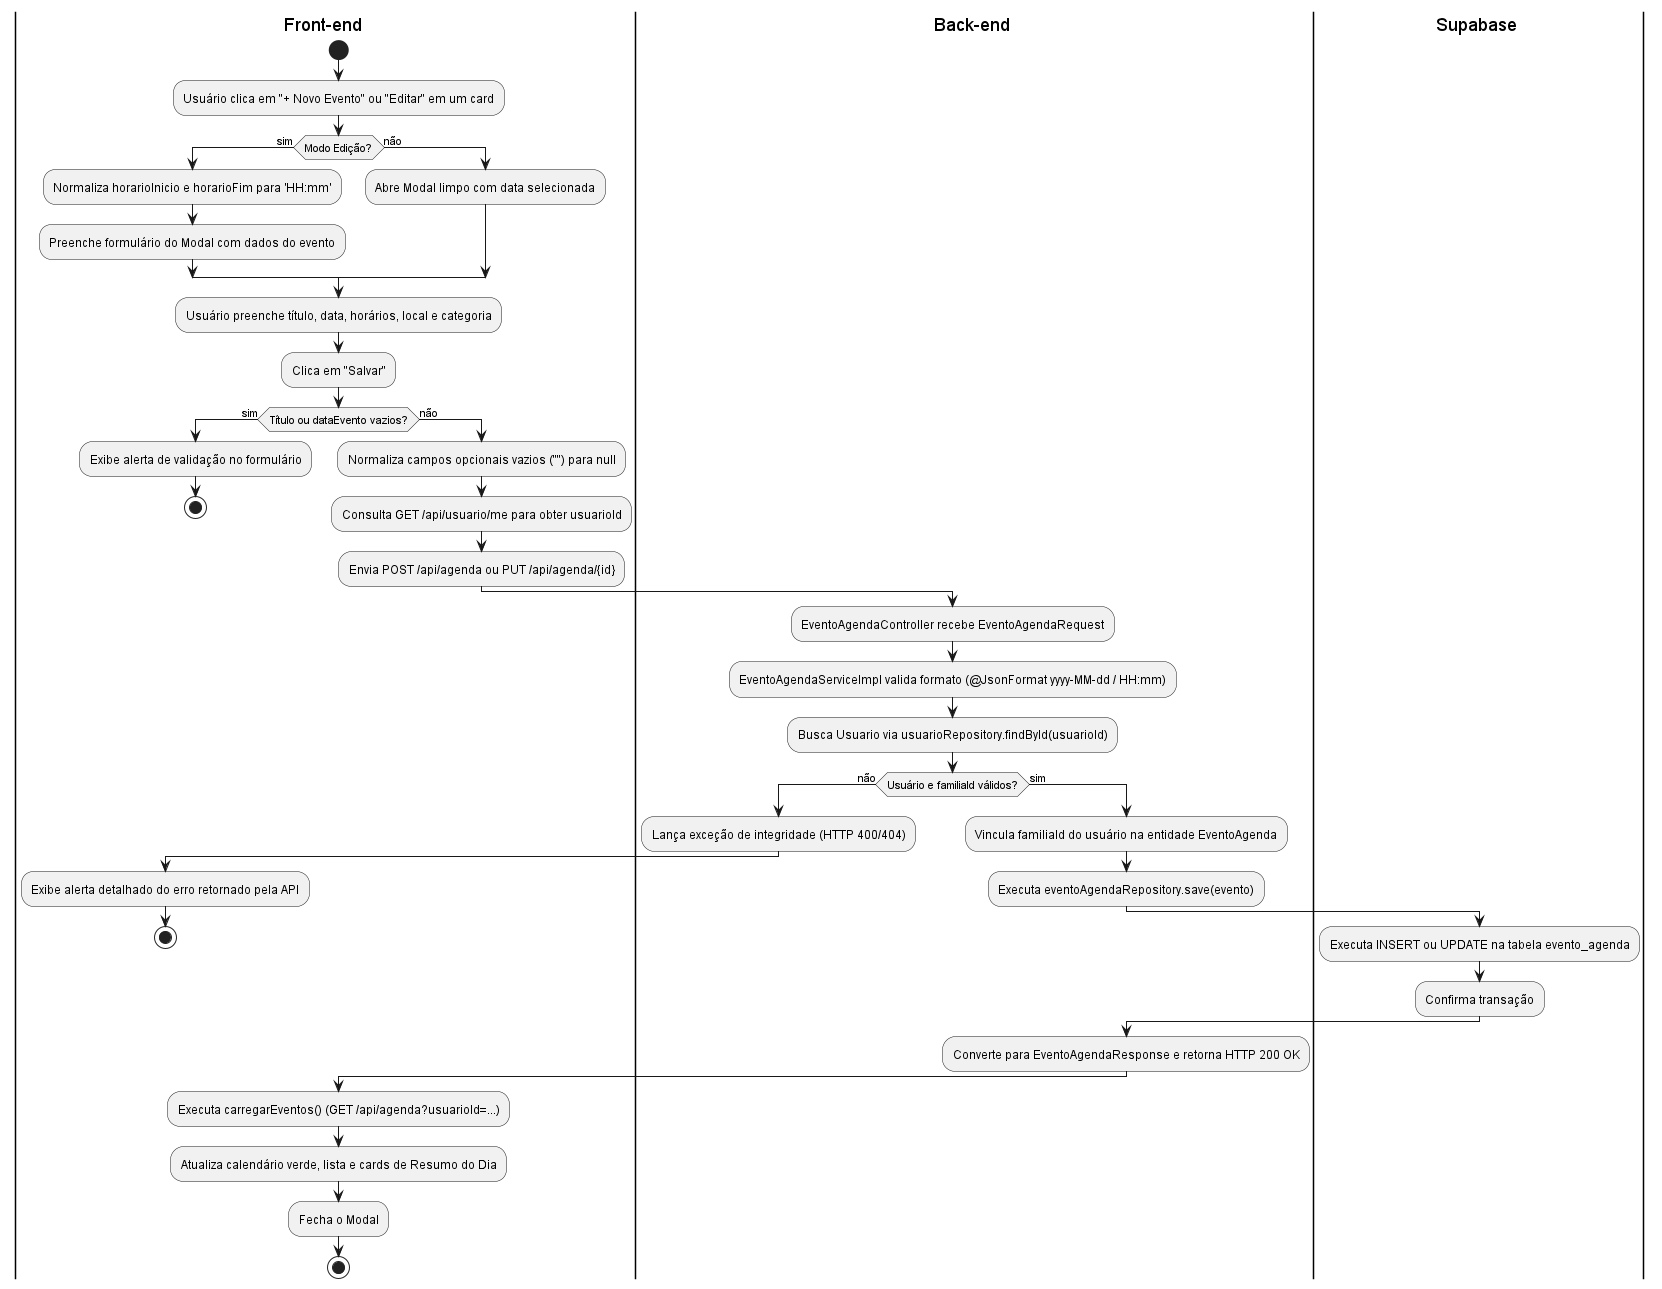 Front-end
Back-end
Supabase
Usuário clica em "+ Novo Evento" ou "Editar" em um card
sim
Modo Edição?
não
Normaliza horarioInicio e horarioFim para 'HH:mm'
Abre Modal limpo com data selecionada
Preenche formulário do Modal com dados do evento
Usuário preenche título, data, horários, local e categoria
Clica em "Salvar"
sim
Título ou dataEvento vazios?
não
Exibe alerta de validação no formulário
Normaliza campos opcionais vazios ("") para null
Consulta GET /api/usuario/me para obter usuarioId
Envia POST /api/agenda ou PUT /api/agenda/{id}
EventoAgendaController recebe EventoAgendaRequest
EventoAgendaServiceImpl valida formato (@JsonFormat yyyy-MM-dd / HH:mm)
Busca Usuario via usuarioRepository.findById(usuarioId)
não
Usuário e familiaId válidos?
sim
Lança exceção de integridade (HTTP 400/404)
Vincula familiaId do usuário na entidade EventoAgenda
Exibe alerta detalhado do erro retornado pela API
Executa eventoAgendaRepository.save(evento)
Executa INSERT ou UPDATE na tabela evento_agenda
Confirma transação
Converte para EventoAgendaResponse e retorna HTTP 200 OK
Executa carregarEventos() (GET /api/agenda?usuarioId=...)
Atualiza calendário verde, lista e cards de Resumo do Dia
Fecha o Modal